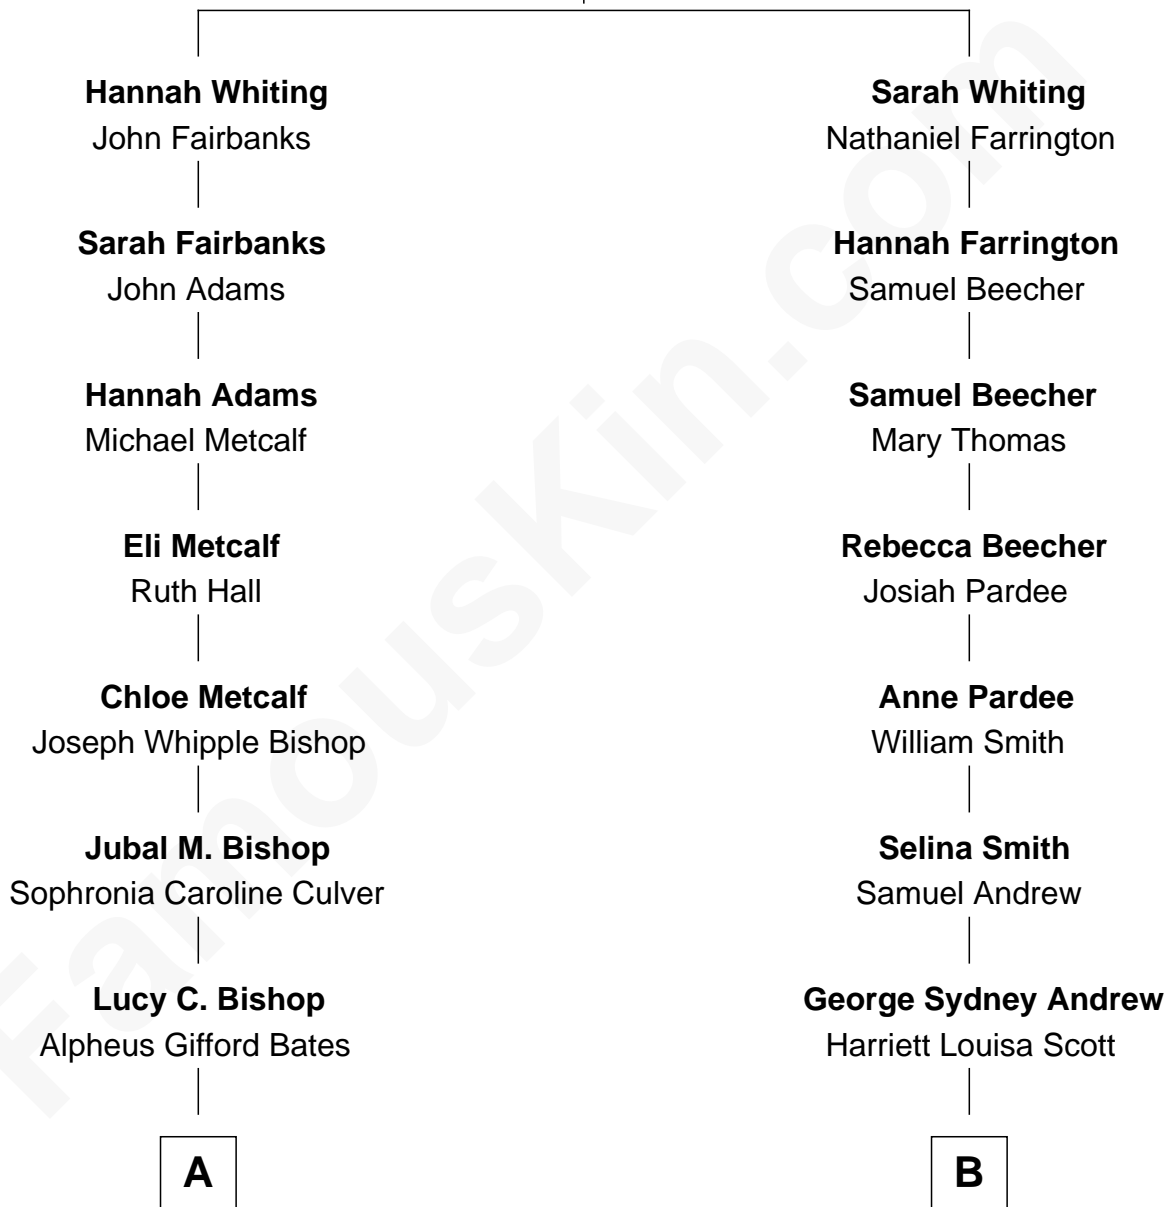 Hannah Whiting
John Fairbanks
Sarah Whiting
Nathaniel Farrington
Sarah Fairbanks
John Adams
Hannah Farrington
Samuel Beecher
Hannah Adams
Michael Metcalf
Samuel Beecher
Mary Thomas
Eli Metcalf
Ruth Hall
Rebecca Beecher
Josiah Pardee
Chloe Metcalf
Joseph Whipple Bishop
Anne Pardee
William Smith
Jubal M. Bishop
Sophronia Caroline Culver
Selina Smith
Samuel Andrew
Lucy C. Bishop
Alpheus Gifford Bates
George Sydney Andrew
Harriett Louisa Scott
A
B
FamousKin.com